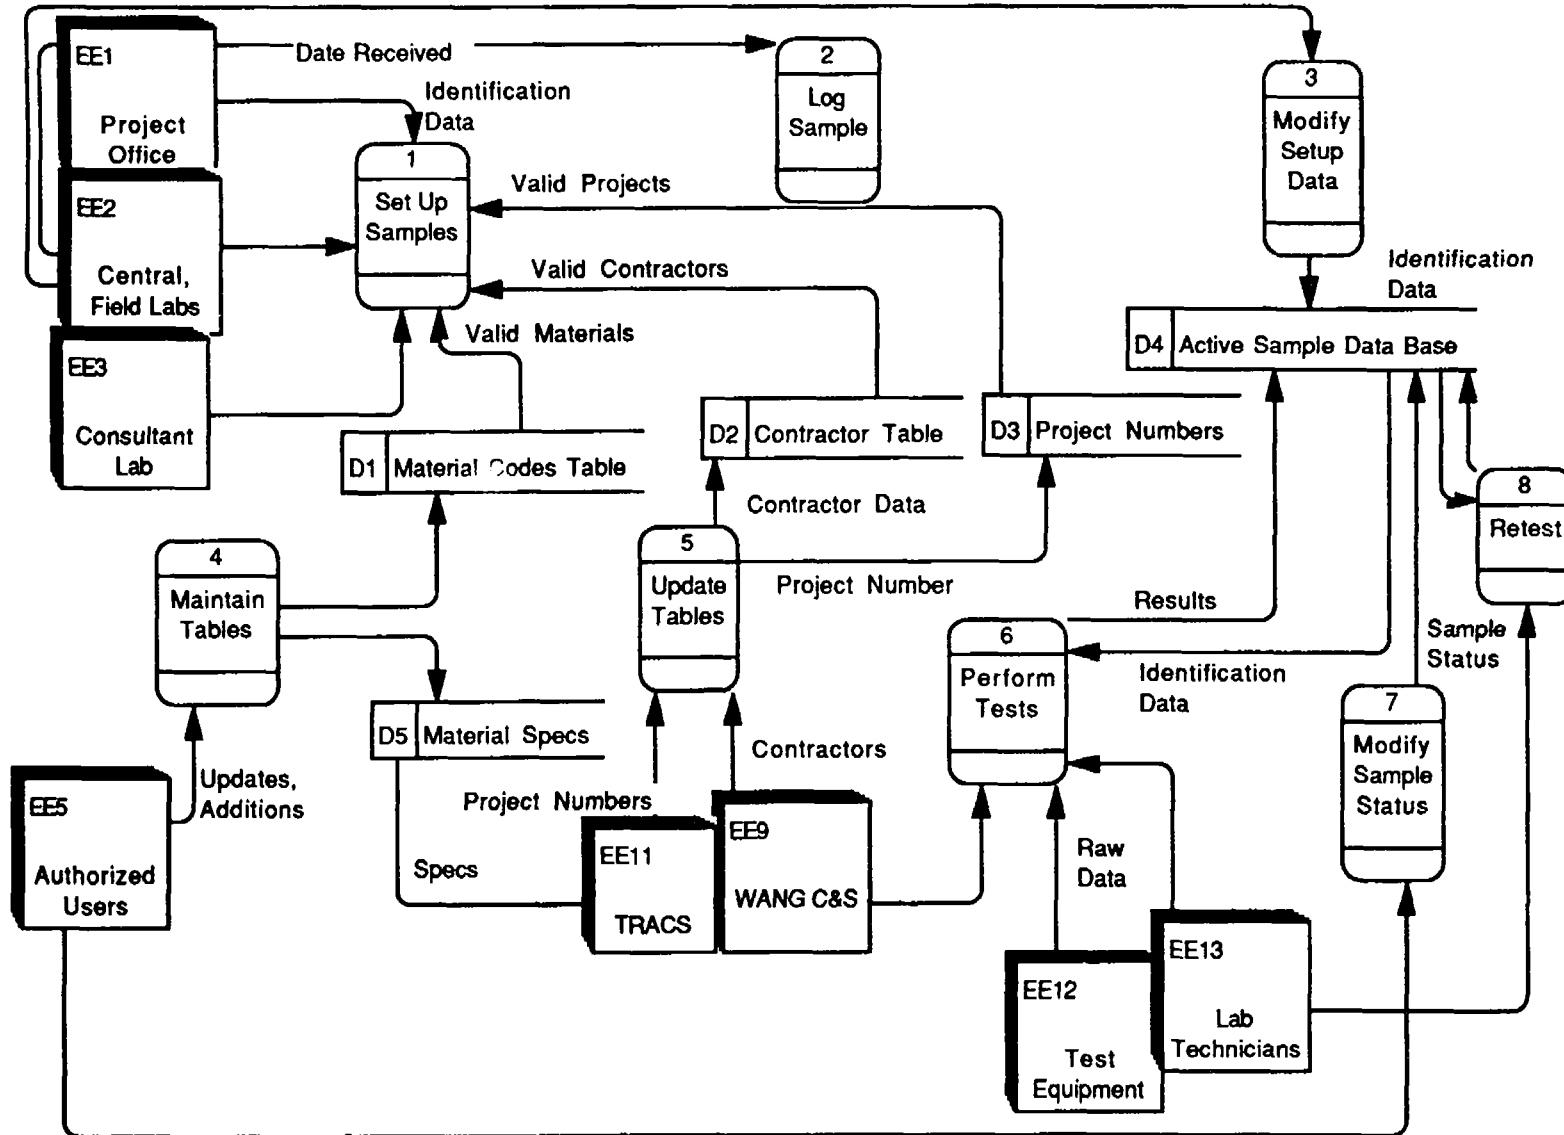 EE1
Project
Office
Date Received
2
Log
Sample
3
Modify
Setup
Data
Identification
Data
1
Set Up
Samples
EE2
Central,
Field Labs
Valid Projects
Valid Contractors
Valid Materials
Identification
Data
D4 Active Sample Data Base
EE3
Consultant
Lab
D1 Material Codes Table
D2 Contractor Table
D3 Project Numbers
Contractor Data
8
Retest
4
Maintain
Tables
5
Update
Tables
Project Number
Results
6
Perform
Tests
Identification
Data
Sample
Status
7
Modify
Sample
Status
D5 Material Specs
Contractors
Updates,
Additions
Project Numbers
EE5
Authorized
Users
Specs
EE11
TRACS
EE9
WANG C&S
Raw
Data
EE12
Test
Equipment
EE13
Lab
Technicians